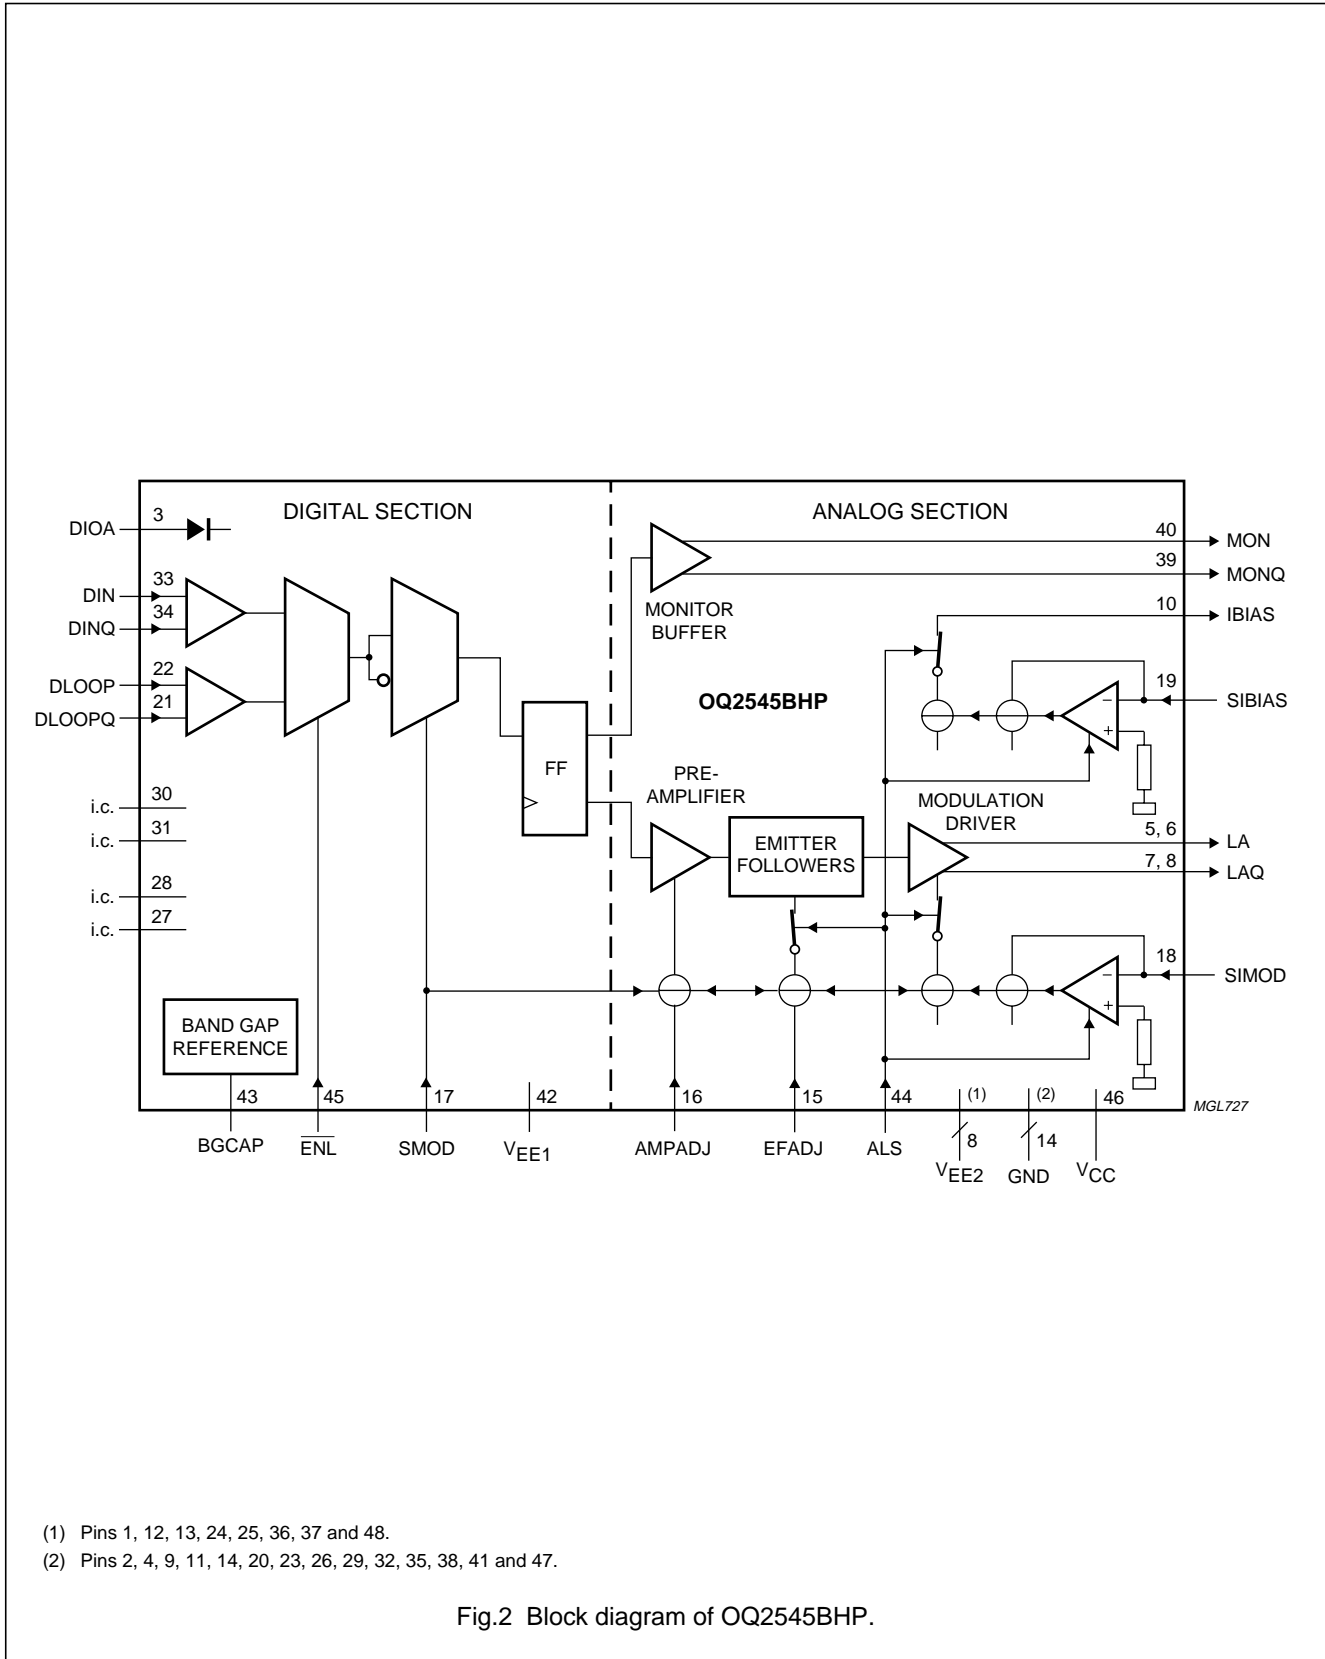 DIGITAL SECTION
ANALOG SECTION
DIOA
3
DIN
33
DINQ
34
DLOOP
22
DLOOPQ
21
i.c.
30
i.c.
31
i.c.
28
i.c.
27
BAND GAP
REFERENCE
FF
MONITOR
BUFFER
OQ2545BHP
PRE-
AMPLIFIER
EMITTER
FOLLOWERS
MODULATION
DRIVER
40
MON
39
MONQ
10
IBIAS
−
+
19
SIBIAS
5, 6
LA
7, 8
LAQ
−
+
18
SIMOD
43
45
17
42
16
15
44
(1)
8
(2)
14
46
MGL727
BGCAP
ENL
SMOD
VEE1
AMPADJ
EFADJ
ALS
VEE2
GND
VCC
(1) Pins 1, 12, 13, 24, 25, 36, 37 and 48.
(2) Pins 2, 4, 9, 11, 14, 20, 23, 26, 29, 32, 35, 38, 41 and 47.
Fig.2 Block diagram of OQ2545BHP.